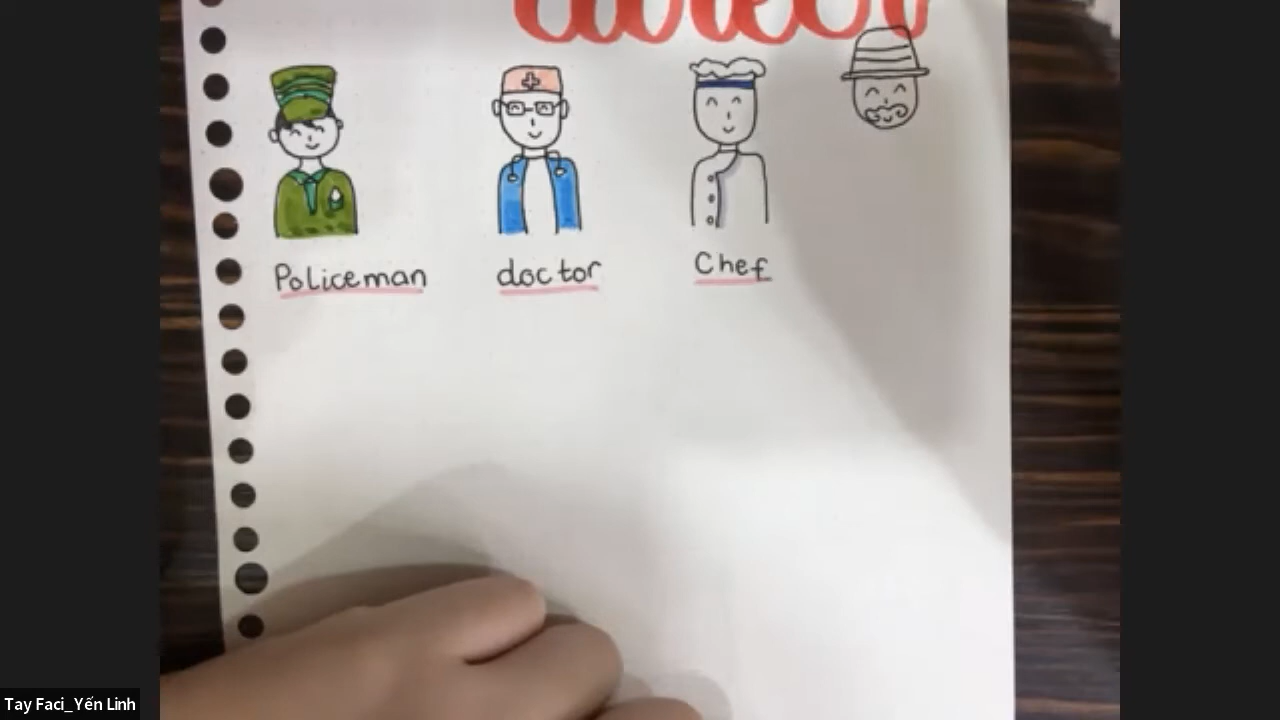 Policeman
doctor
Chef
Tay Faci_Yến Linh